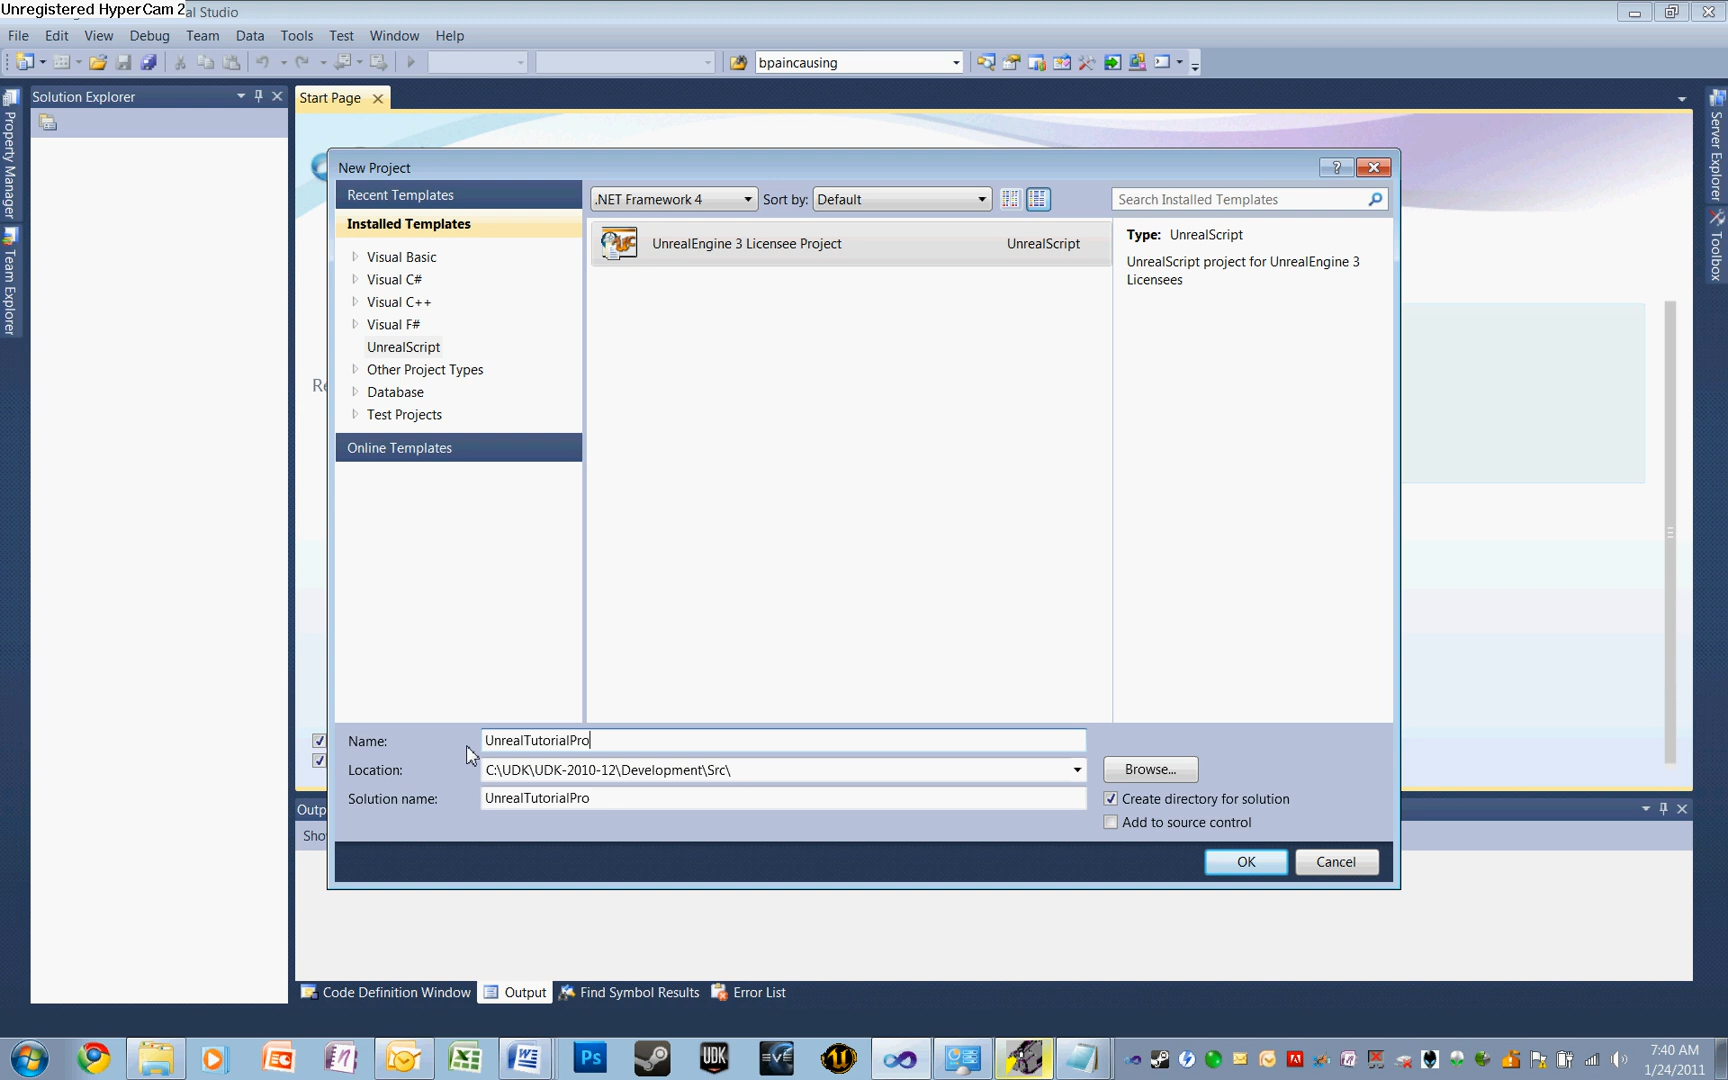 Unregistered HyperCam 2
al Studio
File Edit View Debug Team Data Tools Test Window Help
bpaincausing
Solution Explorer
Start Page
Property Manager
Team Explorer
Server Explorer
Toolbox
New Project
Recent Templates
.NET Framework 4
Sort by: Default
Search Installed Templates
Installed Templates
Visual Basic
Visual C#
Visual C++
Visual F#
UnrealScript
Other Project Types
Database
Test Projects
Online Templates
UnrealEngine 3 Licensee Project
UnrealScript
Type: UnrealScript
UnrealScript project for UnrealEngine 3
Licensees
Re
Name: UnrealTutorialPro
Location: C:\UDK\UDK-2010-12\Development\Src\
Browse...
Solution name: UnrealTutorialPro
Create directory for solution
Add to source control
OK Cancel
Outp
Sho
Code Definition Window Output Find Symbol Results Error List
Ps
UDK
EVE
7:40 AM
1/24/2011